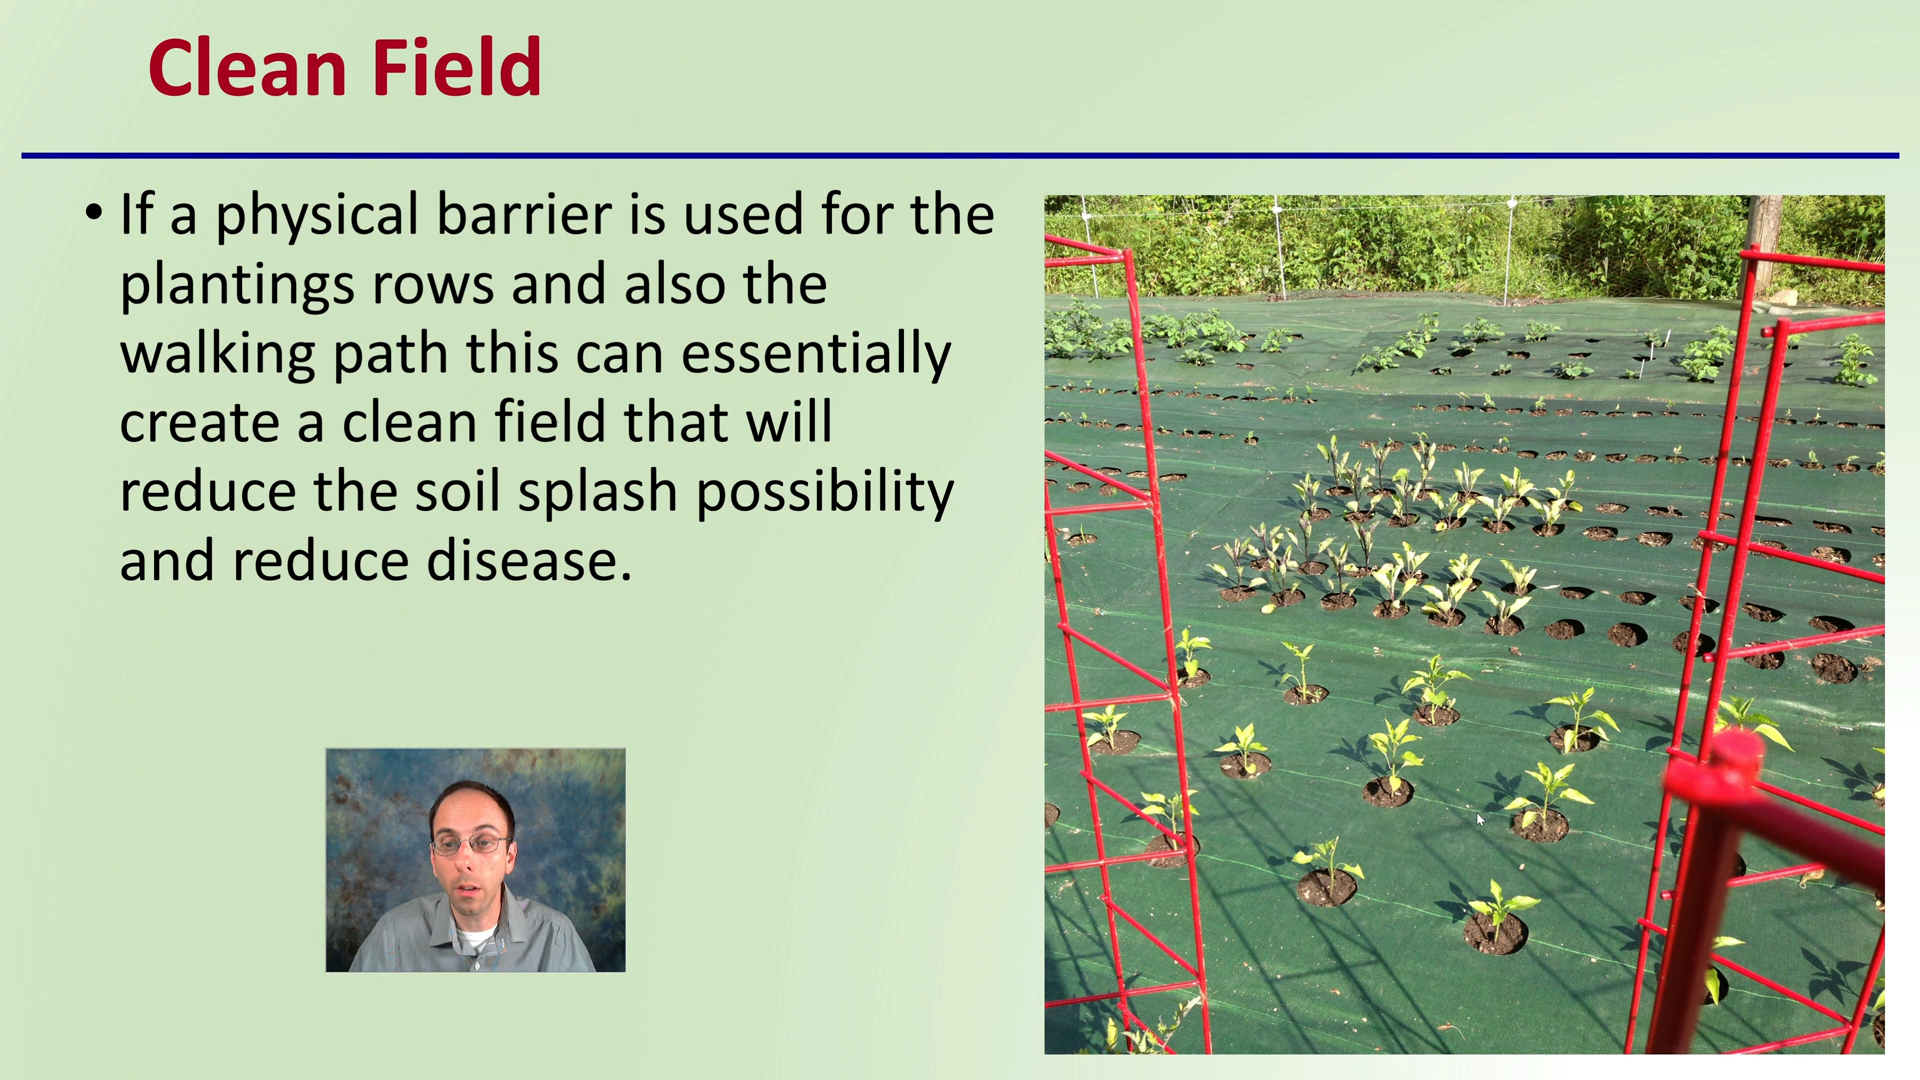 Clean Field
• If a physical barrier is used for the
plantings rows and also the
walking path this can essentially
create a clean field that will
reduce the soil splash possibility
and reduce disease.